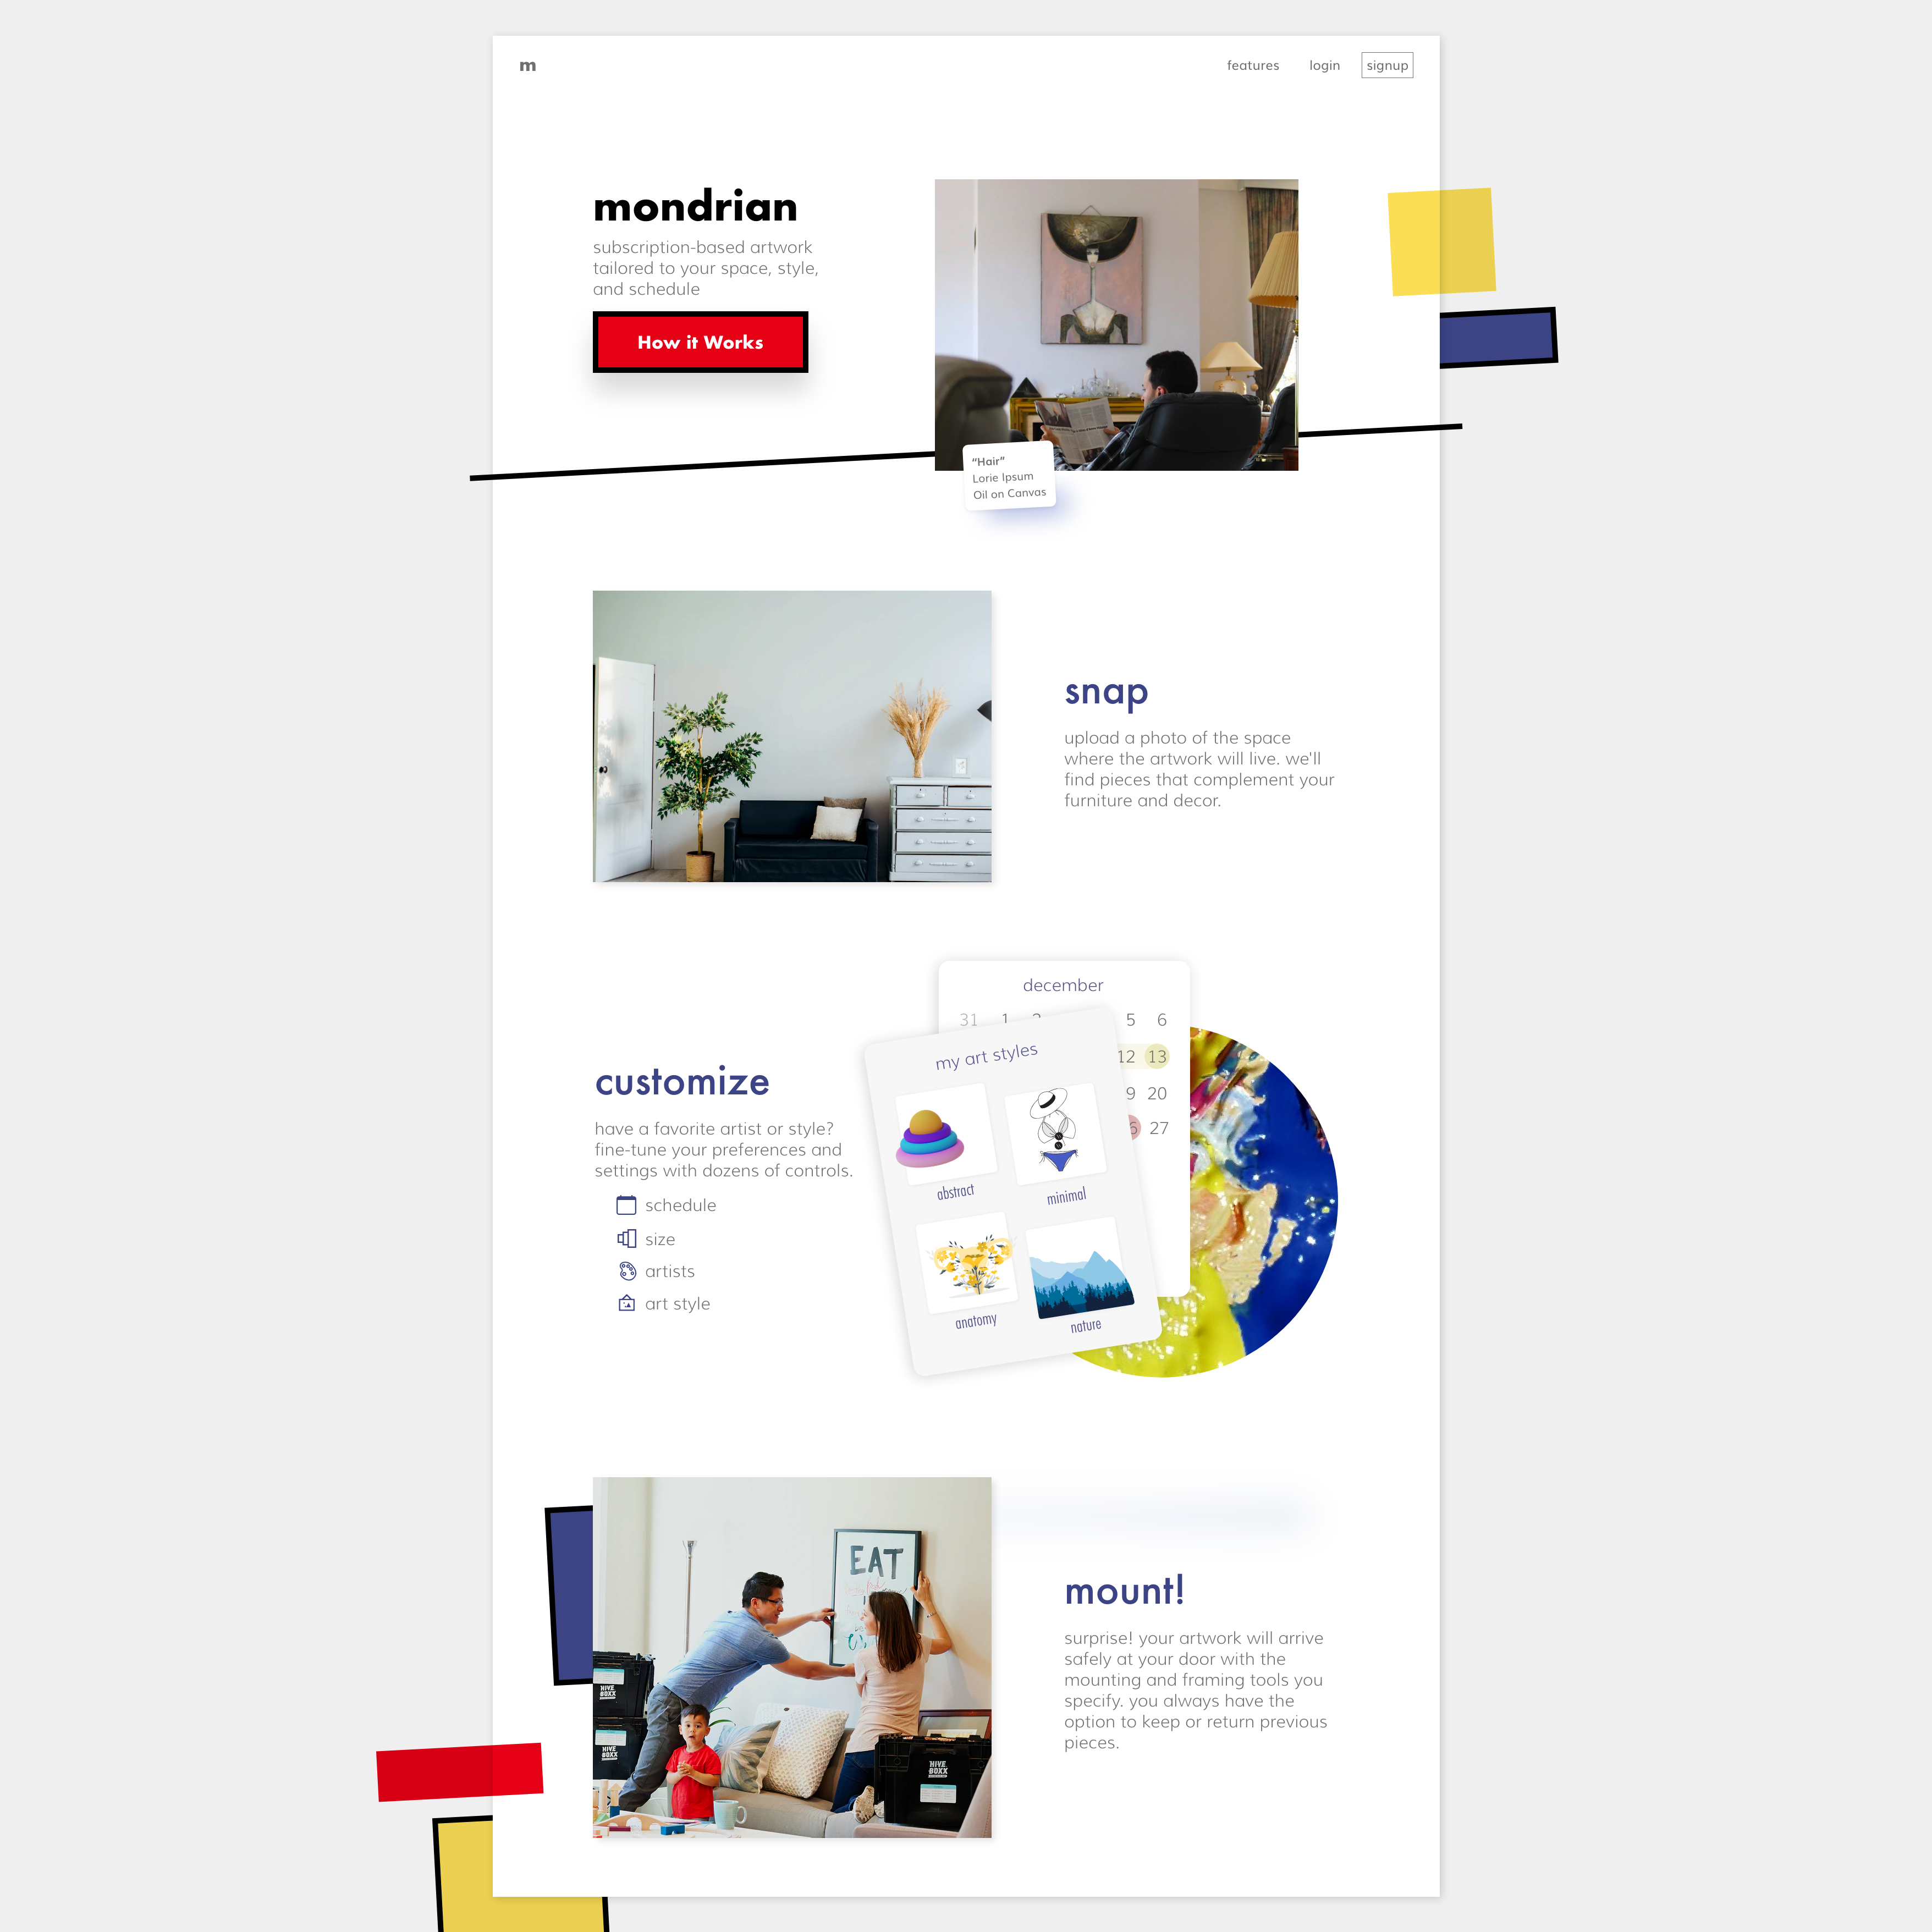 m
features
login
signup
mondrian
subscription-based artwork
tailored to your space, style,
and schedule
How it Works
“Hair”
Lorie Ipsum
Oil on Canvas
snap
upload a photo of the space
where the artwork will live. we'll
find pieces that complement your
furniture and decor.
december
31 1 5 6
12 13
9 20
6 27
my art styles
abstract
minimal
anatomy
nature
customize
have a favorite artist or style?
fine-tune your preferences and
settings with dozens of controls.
schedule
size
artists
art style
EAT
HIVE
BOXX
HIVE
BOXX
HIVE
BOXX
mount!
surprise! your artwork will arrive
safely at your door with the
mounting and framing tools you
specify. you always have the
option to keep or return previous
pieces.